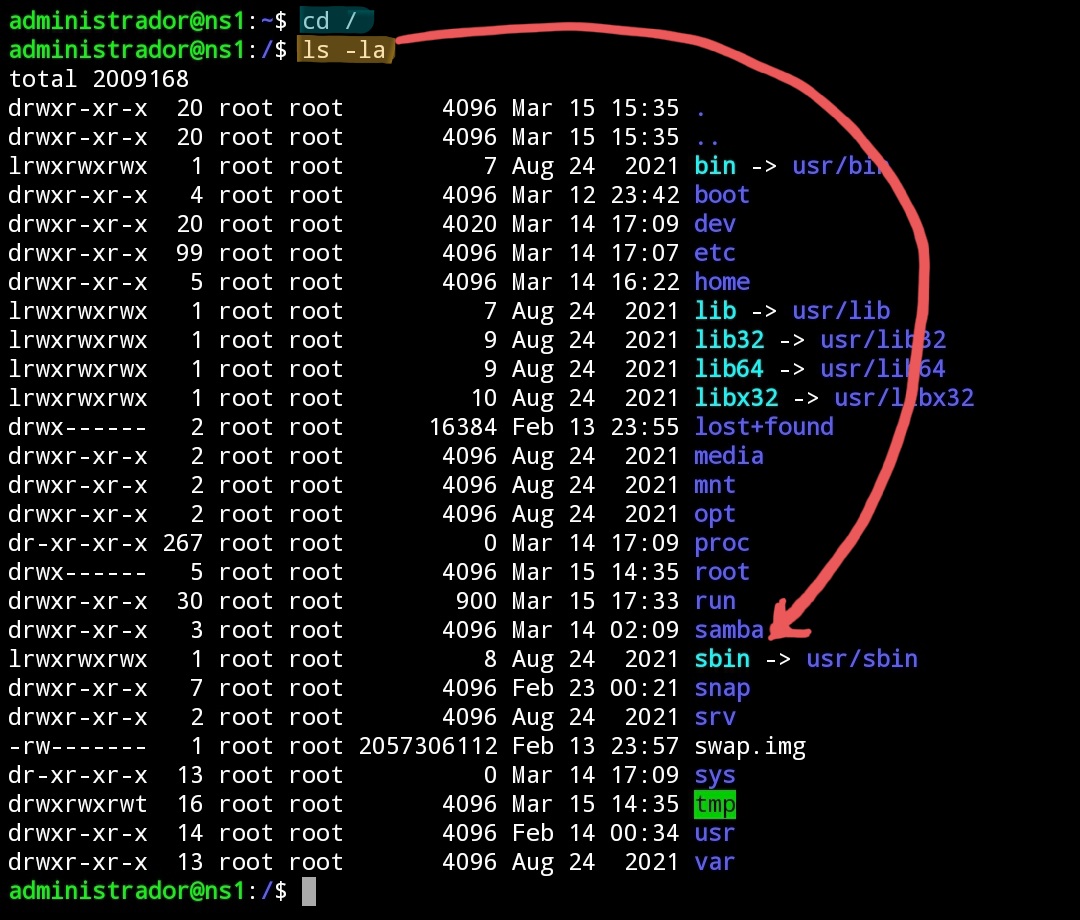 administrador@ns1:~$ cd /
administrador@ns1:/$ ls -la
total 2009168
drwxr-xr-x  20 root root       4096 Mar 15 15:35 .
drwxr-xr-x  20 root root       4096 Mar 15 15:35 ..
lrwxrwxrwx   1 root root          7 Aug 24  2021 bin -> usr/bin
drwxr-xr-x   4 root root       4096 Mar 12 23:42 boot
drwxr-xr-x  20 root root       4020 Mar 14 17:09 dev
drwxr-xr-x  99 root root       4096 Mar 14 17:07 etc
drwxr-xr-x   5 root root       4096 Mar 14 16:22 home
lrwxrwxrwx   1 root root          7 Aug 24  2021 lib -> usr/lib
lrwxrwxrwx   1 root root          9 Aug 24  2021 lib32 -> usr/lib32
lrwxrwxrwx   1 root root          9 Aug 24  2021 lib64 -> usr/lib64
lrwxrwxrwx   1 root root         10 Aug 24  2021 libx32 -> usr/libx32
drwx------   2 root root      16384 Feb 13 23:55 lost+found
drwxr-xr-x   2 root root       4096 Aug 24  2021 media
drwxr-xr-x   2 root root       4096 Aug 24  2021 mnt
drwxr-xr-x   2 root root       4096 Aug 24  2021 opt
dr-xr-xr-x 267 root root          0 Mar 14 17:09 proc
drwx------   5 root root       4096 Mar 15 14:35 root
drwxr-xr-x  30 root root        900 Mar 15 17:33 run
drwxr-xr-x   3 root root       4096 Mar 14 02:09 samba
lrwxrwxrwx   1 root root          8 Aug 24  2021 sbin -> usr/sbin
drwxr-xr-x   7 root root       4096 Feb 23 00:21 snap
drwxr-xr-x   2 root root       4096 Aug 24  2021 srv
-rw-------   1 root root 2057306112 Feb 13 23:57 swap.img
dr-xr-xr-x  13 root root          0 Mar 14 17:09 sys
drwxrwxrwt  16 root root       4096 Mar 15 14:35 tmp
drwxr-xr-x  14 root root       4096 Feb 14 00:34 usr
drwxr-xr-x  13 root root       4096 Aug 24  2021 var
administrador@ns1:/$